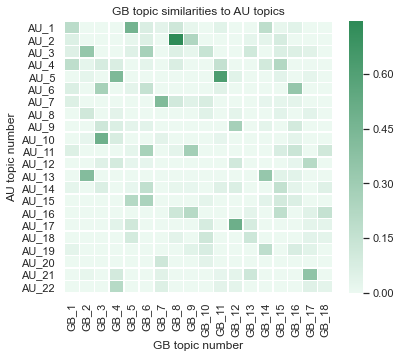 GB topic similarities to AU topics
AU topic number
AU_1
AU_2
AU_3
AU_4
AU_5
AU_6
AU_7
AU_8
AU_9
AU_10
AU_11
AU_12
AU_13
AU_14
AU_15
AU_16
AU_17
AU_18
AU_19
AU_20
AU_21
AU_22
GB_1
GB_2
GB_3
GB_4
GB_5
GB_6
GB_7
GB_8
GB_9
GB_10
GB_11
GB_12
GB_13
GB_14
GB_15
GB_16
GB_17
GB_18
GB topic number
0.60
0.45
0.30
0.15
0.00